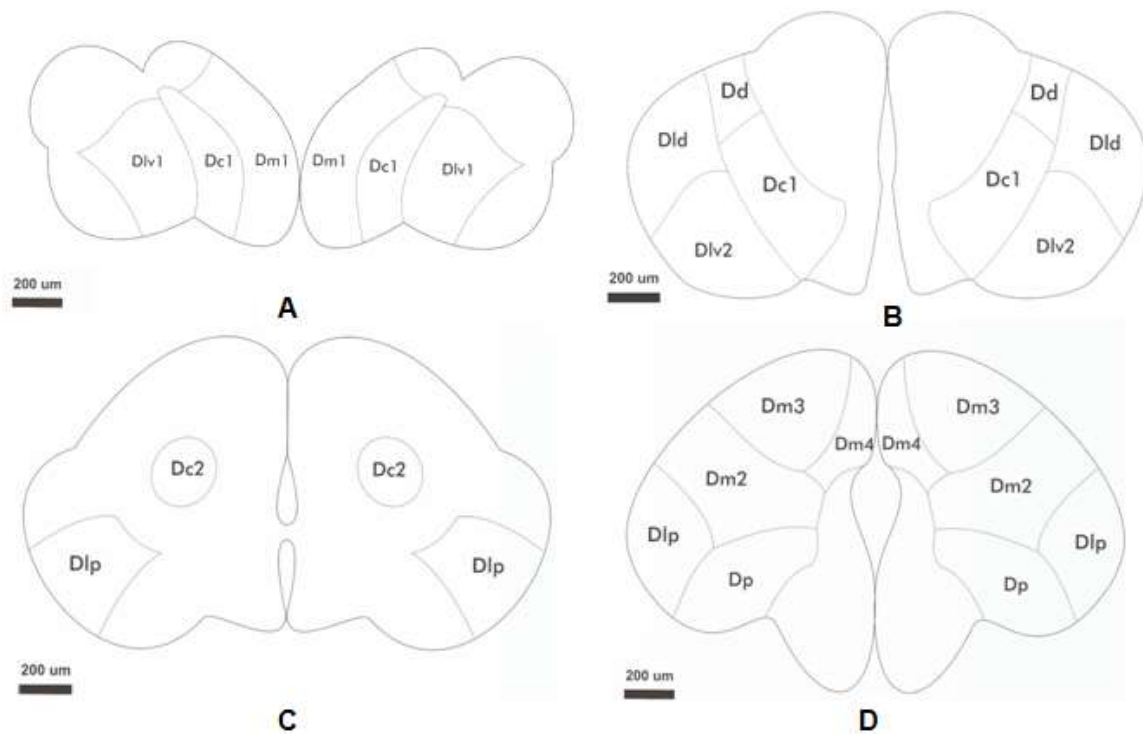 Dlv1 Dc1 Dm1 Dm1 Dc1 Dlv1
200 um
A
Dd Dd
Dld Dld
Dc1 Dc1
Dlv2 Dlv2
200 um
B
Dc2 Dc2
Dlp Dlp
200 um
C
Dm3 Dm3
Dm4 Dm4
Dm2 Dm2
Dlp Dlp
Dp Dp
200 um
D